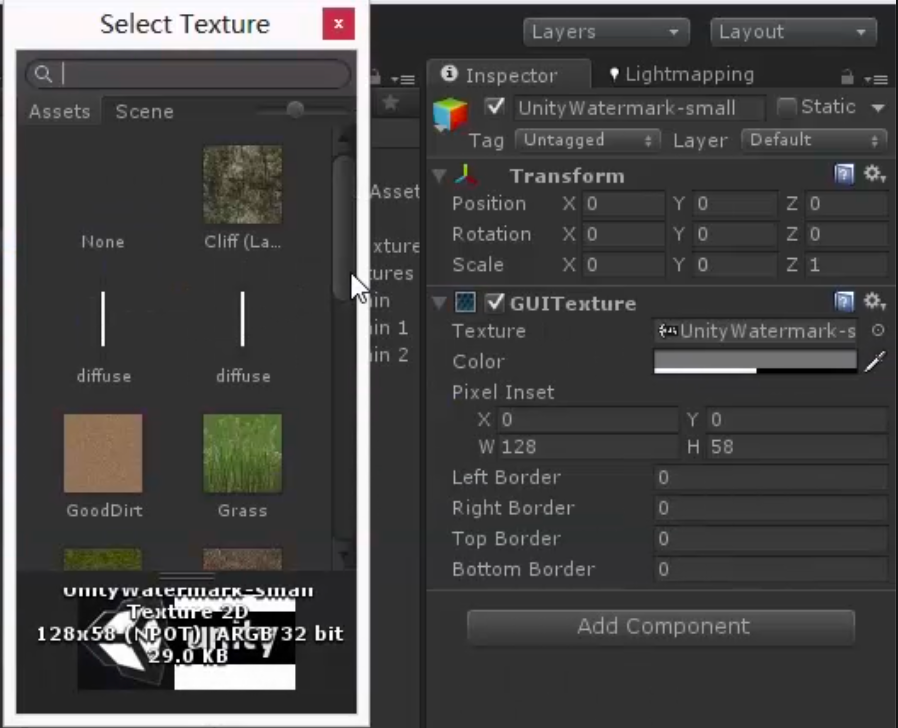 Select Texture
x
Layers
Layout
Inspector
Lightmapping
Assets
Scene
UnityWatermark-small
Static
Tag
Untagged
Layer
Default
None
Cliff (La...
Asset
xture
tures
in
in 1
in 2
Transform
Position X 0 Y 0 Z 0
Rotation X 0 Y 0 Z 0
Scale X 0 Y 0 Z 1
diffuse
diffuse
GUITexture
Texture UnityWatermark-s
Color
Pixel Inset
X 0 Y 0
W 128 H 58
Left Border 0
Right Border 0
Top Border 0
Bottom Border 0
GoodDirt
Grass
Add Component
UnityWatermark-small
Texture 2D
128x58 (NPOT) ARGB 32 bit
29.0 KB
unity